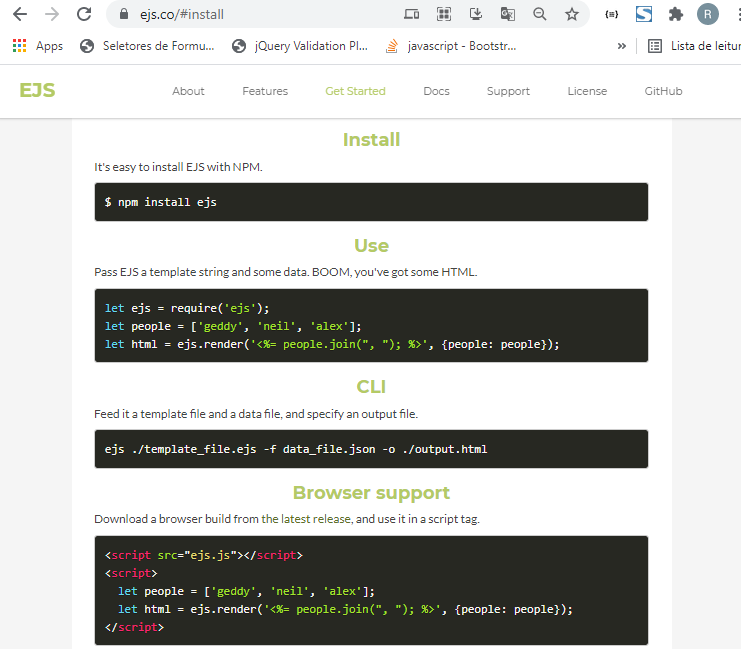 ejs.co/#install
R
Apps
Seletores de Formu...
jQuery Validation Pl...
javascript - Bootstr...
»
Lista de leitur
EJS
About
Features
Get Started
Docs
Support
License
GitHub
Install
It's easy to install EJS with NPM.
$ npm install ejs
Use
Pass EJS a template string and some data. BOOM, you've got some HTML.
let ejs = require('ejs');
let people = ['geddy', 'neil', 'alex'];
let html = ejs.render('<%= people.join(", "); %>', {people: people});
CLI
Feed it a template file and a data file, and specify an output file.
ejs ./template_file.ejs -f data_file.json -o ./output.html
Browser support
Download a browser build from the latest release, and use it in a script tag.
<script src="ejs.js"></script>
<script>
let people = ['geddy', 'neil', 'alex'];
let html = ejs.render('<%= people.join(", "); %>', {people: people});
</script>